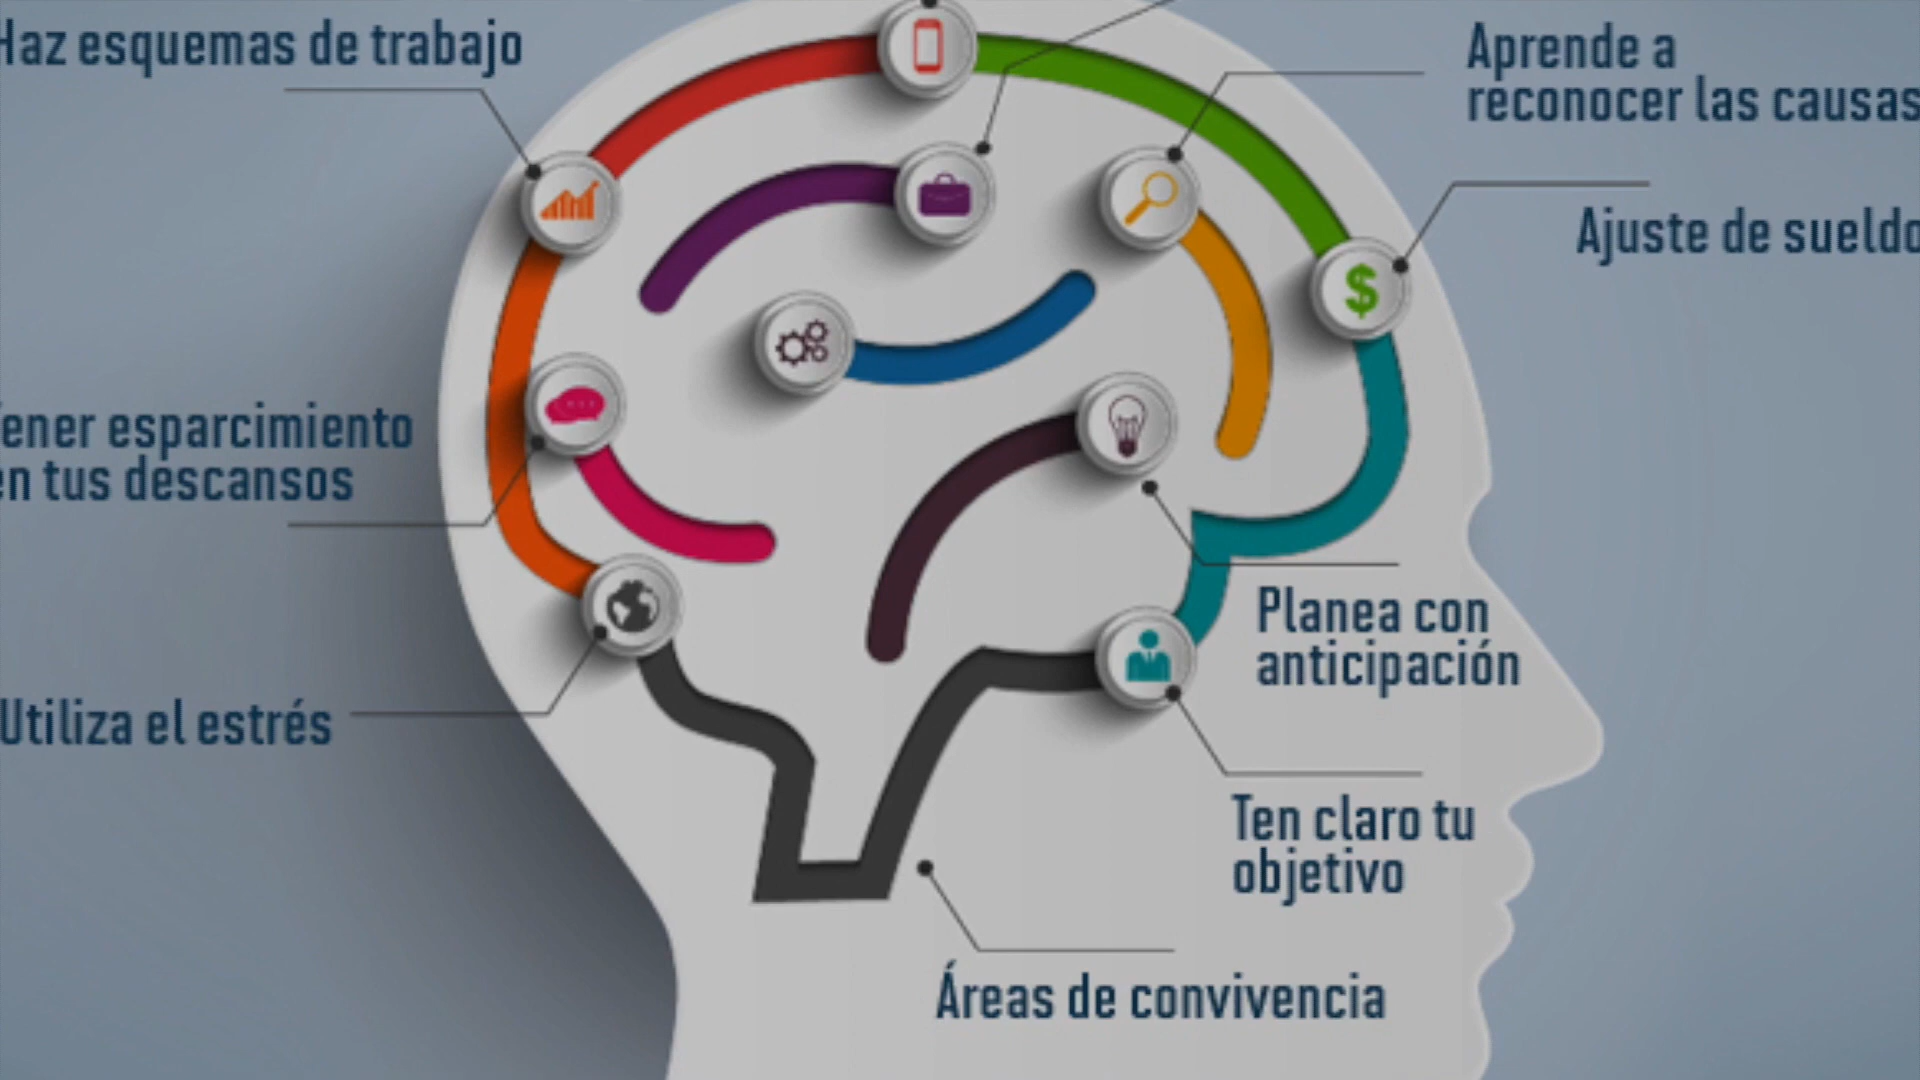 Haz esquemas de trabajo
Aprende a
reconocer las causas
Ajuste de sueldo
ener esparcimiento
en tus descansos
Planea con
anticipación
Utiliza el estrés
Ten claro tu
objetivo
Áreas de convivencia
$